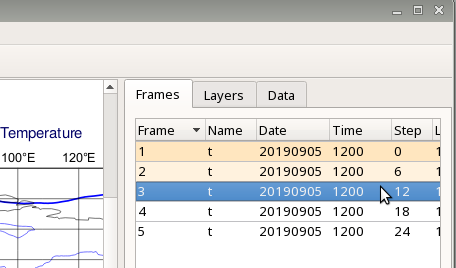 Frames Layers Data
Temperature
100°E 120°E
Frame Name Date Time Step L
1 t 20190905 1200 0 1
2 t 20190905 1200 6 1
3 t 20190905 1200 12 1
4 t 20190905 1200 18 1
5 t 20190905 1200 24 1